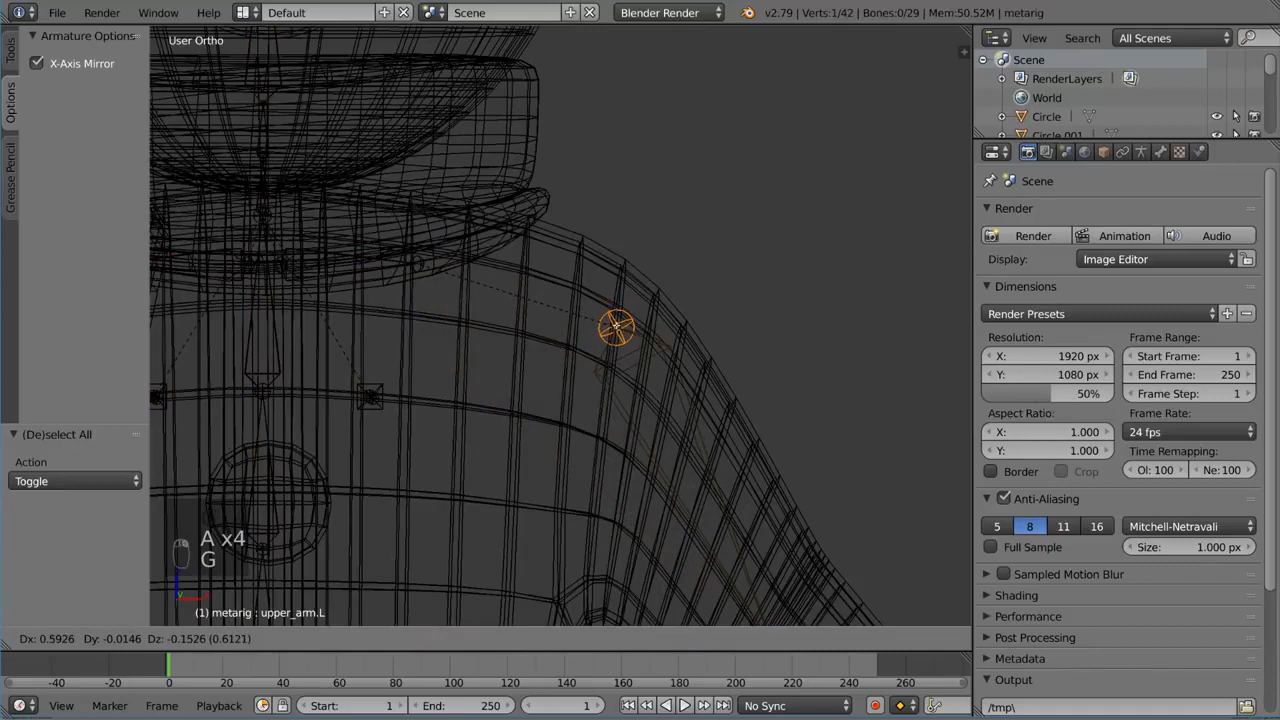 File Render Window Help Default Scene Blender Render v2.79 | Verts:1/42 | Bones:0/29 | Mem:50.52M | metarig
Tools
Options
Grease Pencil
Armature Options
X-Axis Mirror
(De)select All
Action
Toggle
User Ortho
A x4
G
(1) metarig : upper_arm.L
Dx: 0.5926 Dy: -0.0146 Dz: -0.1526 (0.6121)
View Search All Scenes
Scene
RenderLayers
World
Circle
Circle.001
Scene
Render
Render Animation Audio
Display: Image Editor
Dimensions
Render Presets
Resolution: Frame Range:
X: 1920 px Start Frame: 1
Y: 1080 px End Frame: 250
50% Frame Step: 1
Aspect Ratio: Frame Rate:
X: 1.000 24 fps
Y: 1.000 Time Remapping:
Border Crop Ol: 100 Ne: 100
Anti-Aliasing
5 8 11 16 Mitchell-Netravali
Full Sample Size: 1.000 px
Sampled Motion Blur
Shading
Performance
Post Processing
Metadata
Output
/tmp\
-40 -20 0 20 40 60 80 100 120 140 160 180 200 220 240 260
View Marker Frame Playback Start: 1 End: 250 1 No Sync